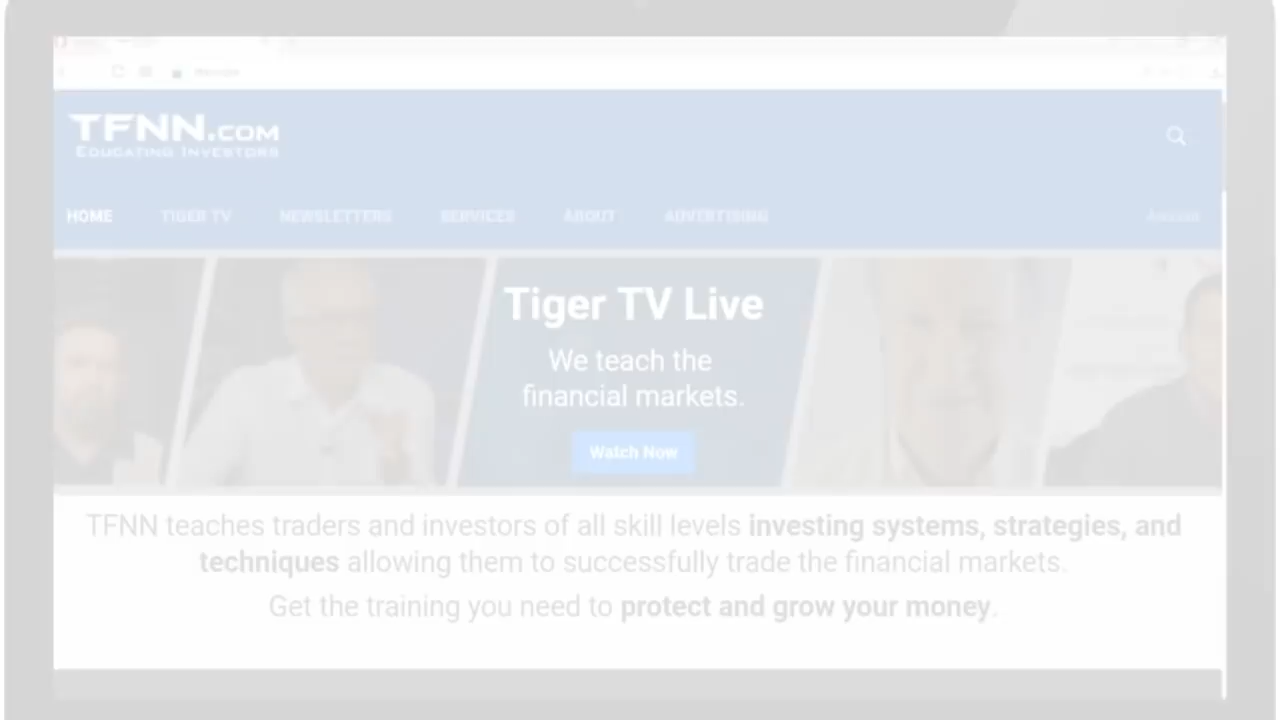 TFNN.COM
EDUCATING INVESTORS
HOME TIGER TV NEWSLETTERS SERVICES ABOUT ADVERTISING Account
Tiger TV Live
We teach the
financial markets.
Watch Now
TFNN teaches traders and investors of all skill levels investing systems, strategies, and
techniques allowing them to successfully trade the financial markets.
Get the training you need to protect and grow your money.